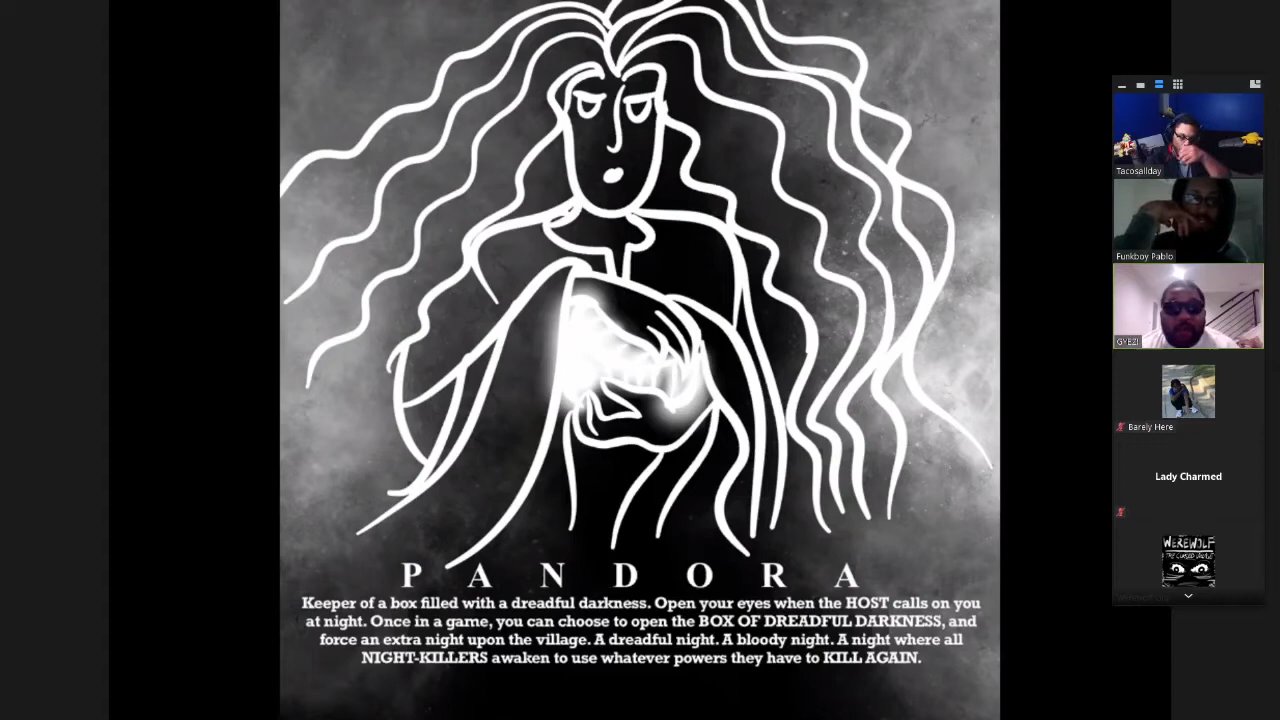 P A N D O R A
Keeper of a box filled with a dreadful darkness. Open your eyes when the HOST calls on you
at night. Once in a game, you can choose to open the BOX OF DREADFUL DARKNESS, and
force an extra night upon the village. A dreadful night. A bloody night. A night where all
NIGHT-KILLERS awaken to use whatever powers they have to KILL AGAIN.
Tacosallday
Funkboy Pablo
GYEZI
Barely Here
Lady Charmed
WEREWOLF